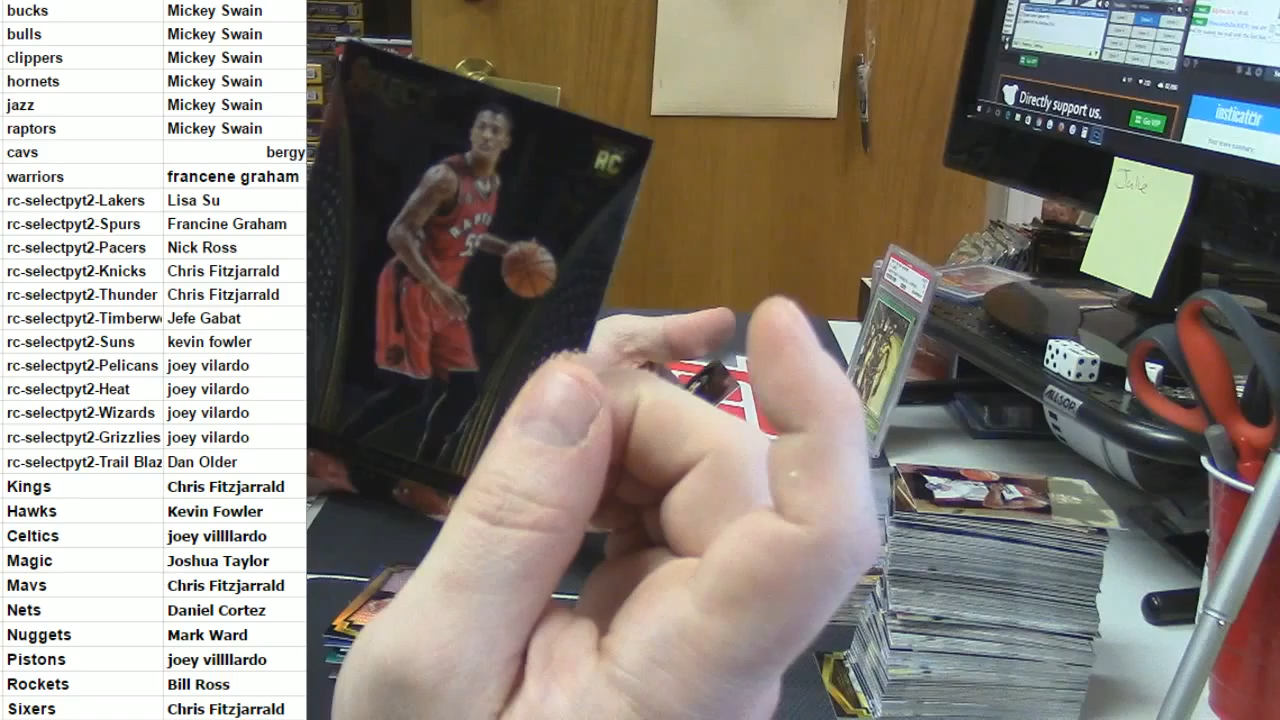 bucks Mickey Swain
bulls Mickey Swain
clippers Mickey Swain
hornets Mickey Swain
jazz Mickey Swain
raptors Mickey Swain
cavs bergy
warriors francene graham
rc-selectpyt2-Lakers Lisa Su
rc-selectpyt2-Spurs Francine Graham
rc-selectpyt2-Pacers Nick Ross
rc-selectpyt2-Knicks Chris Fitzjarrald
rc-selectpyt2-Thunder Chris Fitzjarrald
rc-selectpyt2-Timberw Jefe Gabat
rc-selectpyt2-Suns kevin fowler
rc-selectpyt2-Pelicans joey vilardo
rc-selectpyt2-Heat joey vilardo
rc-selectpyt2-Wizards joey vilardo
rc-selectpyt2-Grizzlies joey vilardo
rc-selectpyt2-Trail Blaz Dan Older
Kings Chris Fitzjarrald
Hawks Kevin Fowler
Celtics joey villllardo
Magic Joshua Taylor
Mavs Chris Fitzjarrald
Nets Daniel Cortez
Nuggets Mark Ward
Pistons joey villllardo
Rockets Bill Ross
Sixers Chris Fitzjarrald
RC
Directly support us.
Go VIP
insticator
Julie
ALLSOP